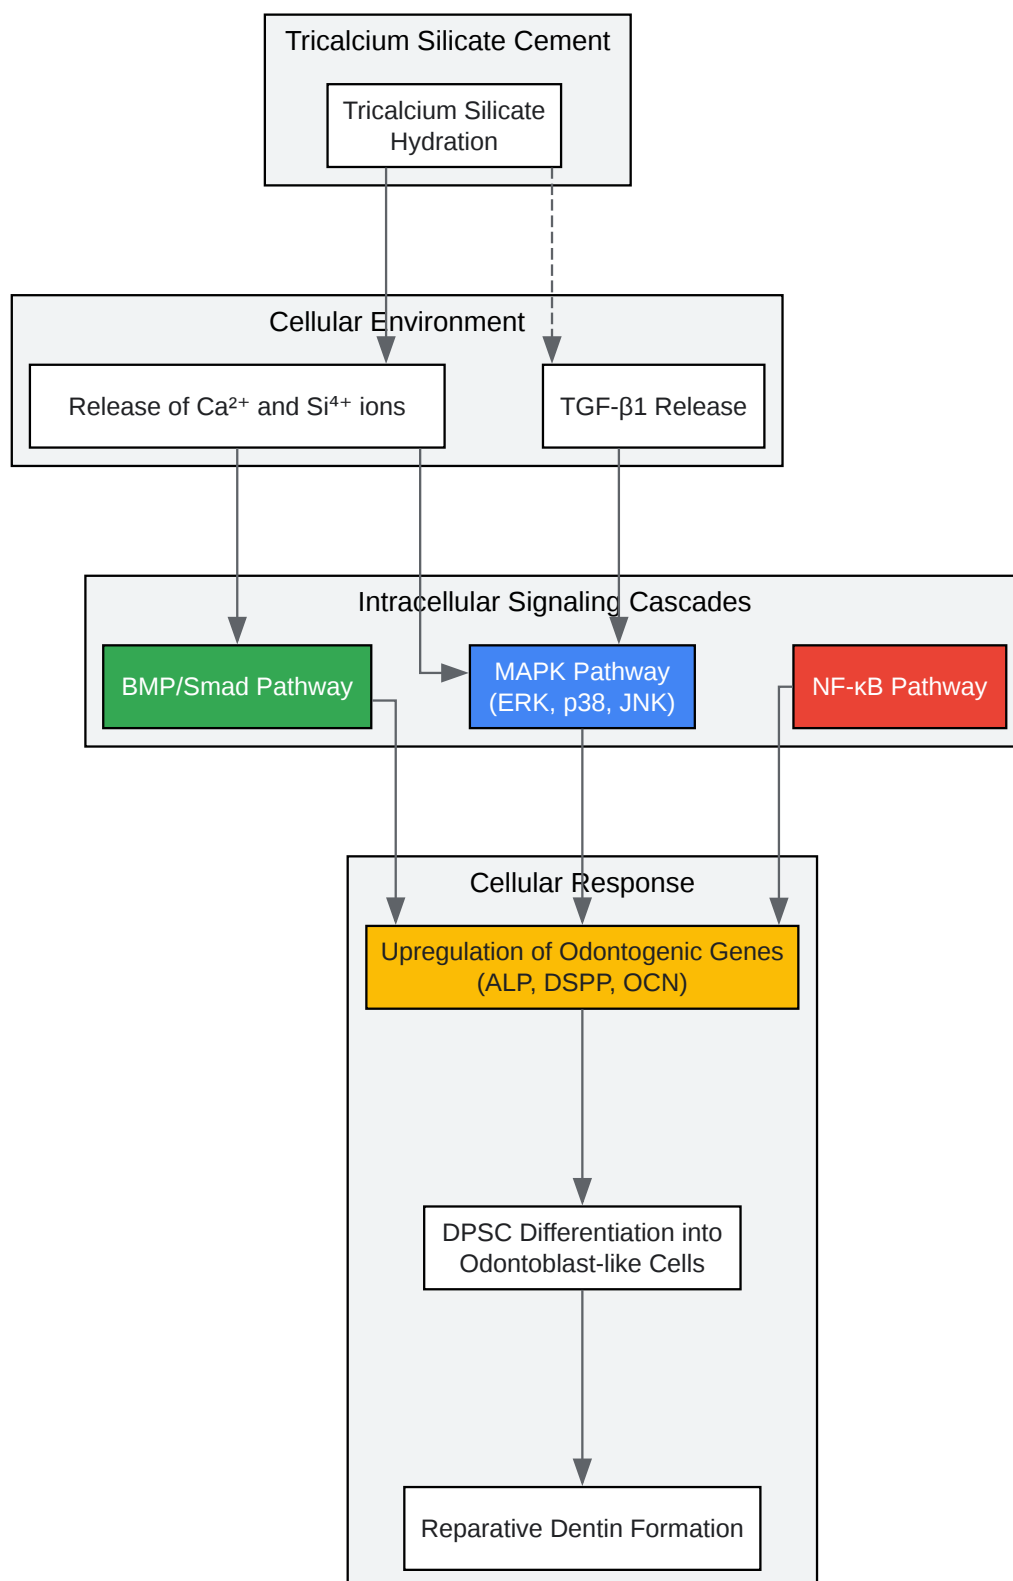 Tricalcium Silicate Cement
Tricalcium Silicate
Hydration
Cellular Environment
Release of Ca²⁺ and Si⁴⁺ ions
TGF-β1 Release
Intracellular Signaling Cascades
BMP/Smad Pathway
MAPK Pathway
(ERK, p38, JNK)
NF-κB Pathway
Cellular Response
Upregulation of Odontogenic Genes
(ALP, DSPP, OCN)
DPSC Differentiation into
Odontoblast-like Cells
Reparative Dentin Formation